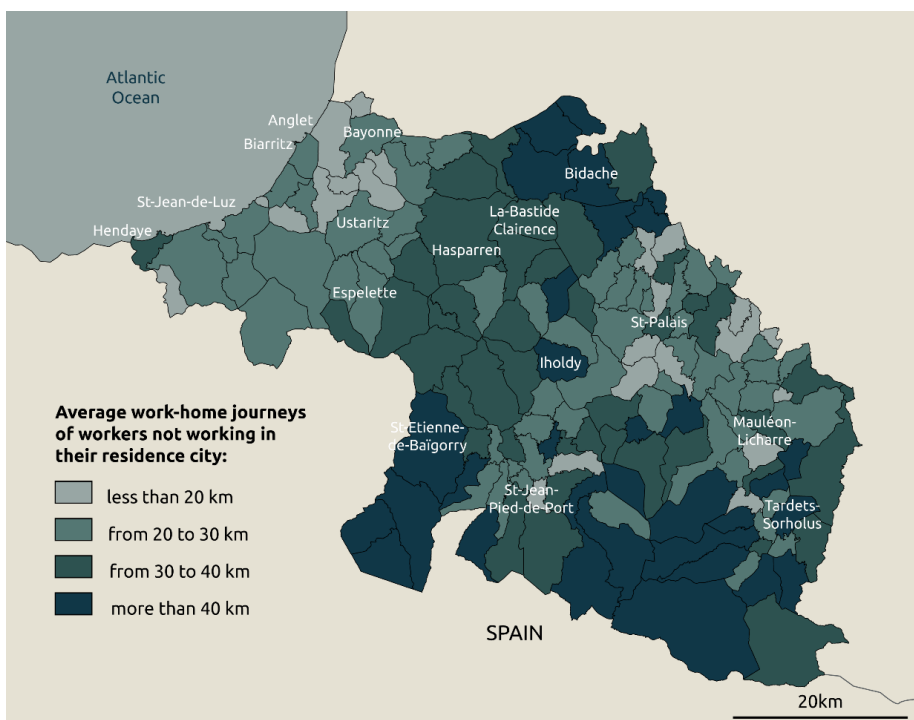 Atlantic
Ocean
Anglet
Bayonne
Biarritz
Bidache
St-Jean-de-Luz
La-Bastide
Clairence
Ustaritz
Hendaye
Hasparren
Espelette
St-Palais
Iholdy
Average work-home journeys
of workers not working in
their residence city:
less than 20 km
from 20 to 30 km
from 30 to 40 km
more than 40 km
St-Etienne-
de-Baïgorry
Mauléon-
Licharre
St-Jean-
Pied-de-Port
Tardets-
Sorholus
SPAIN
20km